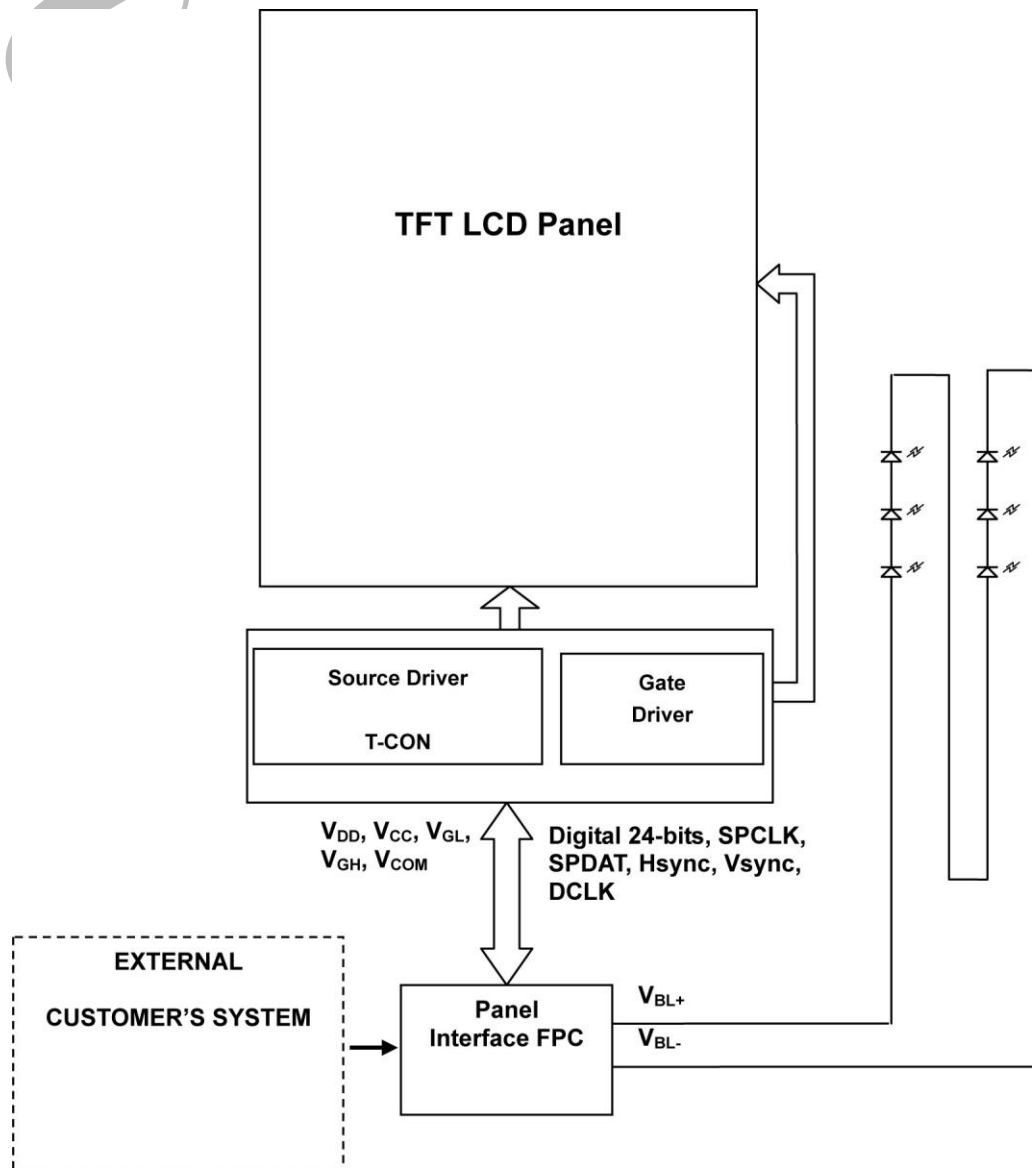 TFT LCD Panel
Source Driver
T-CON
Gate
Driver
VDD, VCC, VGL,
VGH, VCOM
Digital 24-bits, SPCLK,
SPDAT, Hsync, Vsync,
DCLK
EXTERNAL
CUSTOMER'S SYSTEM
Panel
Interface FPC
VBL+
VBL-